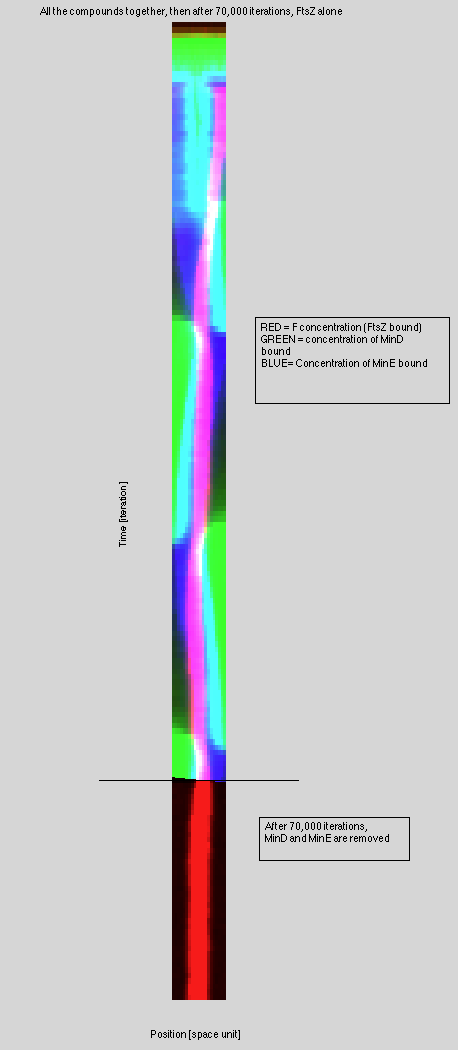 All the compounds together, then after 70,000 iterations, FtsZ alone
RED = F concentration (FtsZ bound)
GREEN = concentration of MinD
bound
BLUE= Concentration of MinE bound
Time [iteration]
After 70,000 iterations,
MinD and MinE are removed
Position [space unit]